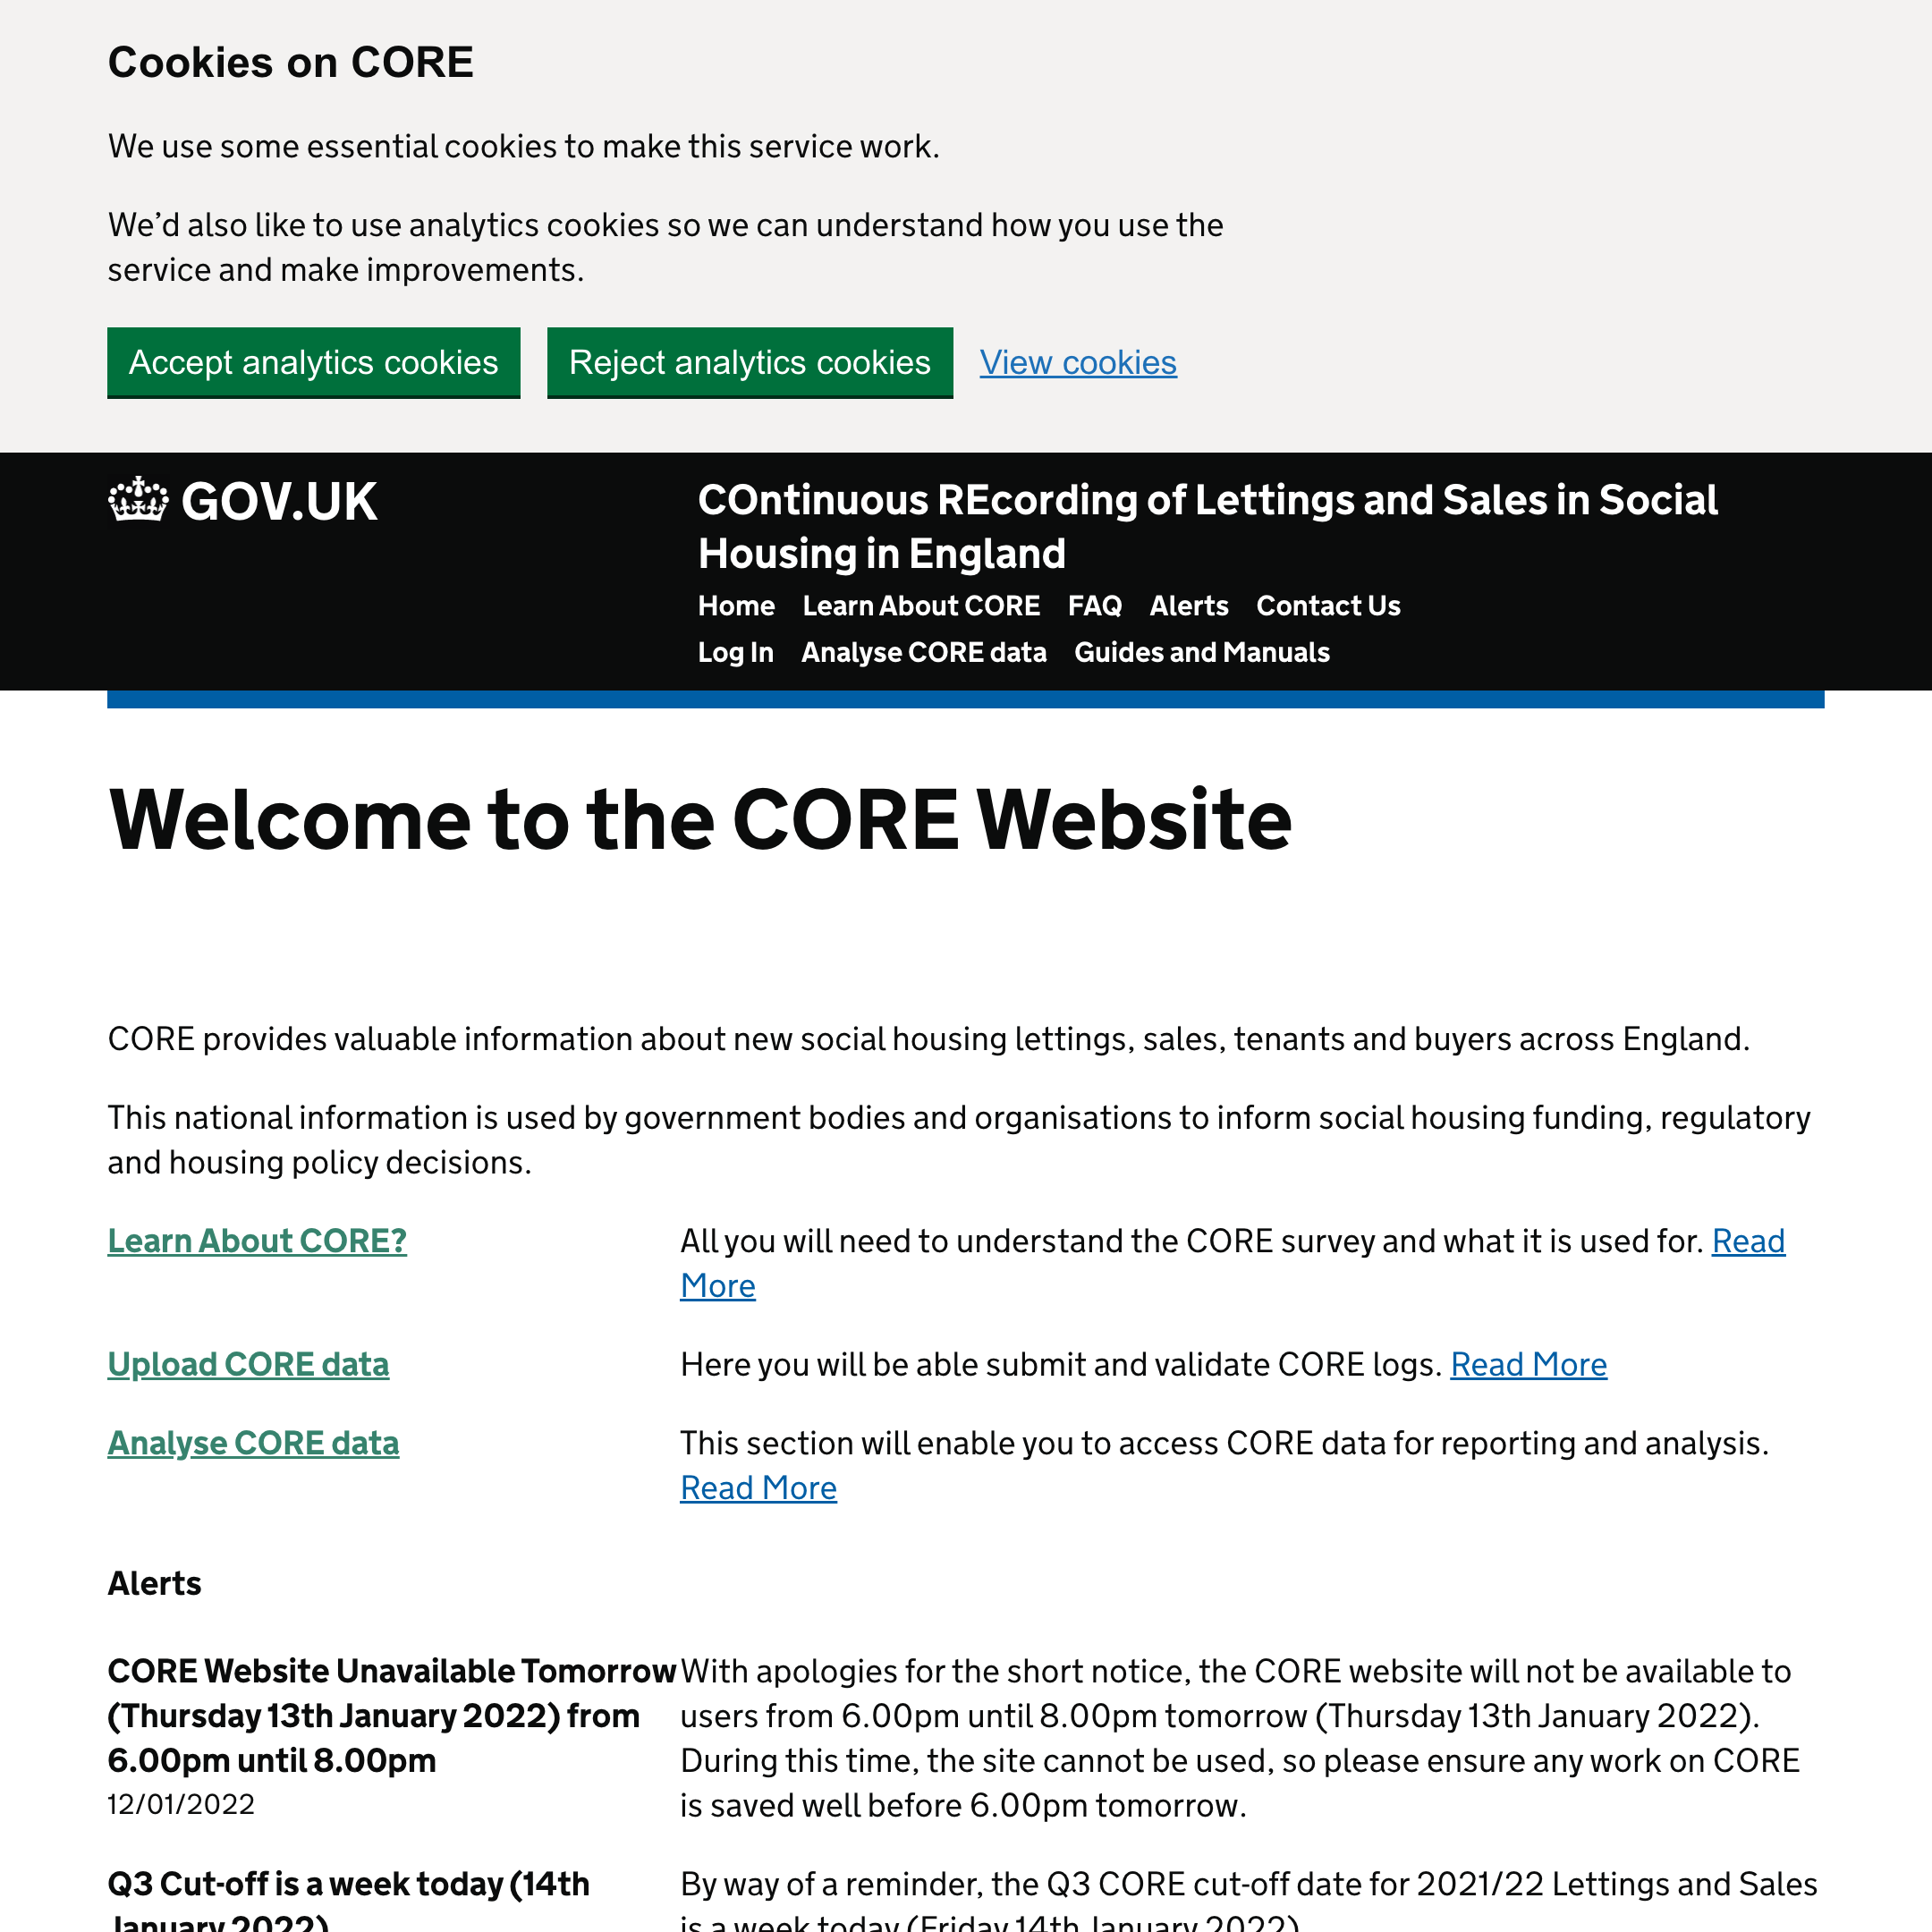 Cookies on CORE
We use some essential cookies to make this service work.
We’d also like to use analytics cookies so we can understand how you use the
service and make improvements.
Accept analytics cookies
Reject analytics cookies
View cookies
GOV.UK
COntinuous REcording of Lettings and Sales in Social
Housing in England
Home Learn About CORE FAQ Alerts Contact Us
Log In Analyse CORE data Guides and Manuals
Welcome to the CORE Website
CORE provides valuable information about new social housing lettings, sales, tenants and buyers across England.
This national information is used by government bodies and organisations to inform social housing funding, regulatory
and housing policy decisions.
Learn About CORE?
All you will need to understand the CORE survey and what it is used for. Read
More
Upload CORE data
Here you will be able submit and validate CORE logs. Read More
Analyse CORE data
This section will enable you to access CORE data for reporting and analysis.
Read More
Alerts
CORE Website Unavailable Tomorrow
(Thursday 13th January 2022) from
6.00pm until 8.00pm
12/01/2022
With apologies for the short notice, the CORE website will not be available to
users from 6.00pm until 8.00pm tomorrow (Thursday 13th January 2022).
During this time, the site cannot be used, so please ensure any work on CORE
is saved well before 6.00pm tomorrow.
Q3 Cut-off is a week today (14th
January 2022)
By way of a reminder, the Q3 CORE cut-off date for 2021/22 Lettings and Sales
is a week today (Friday 14th January 2022)